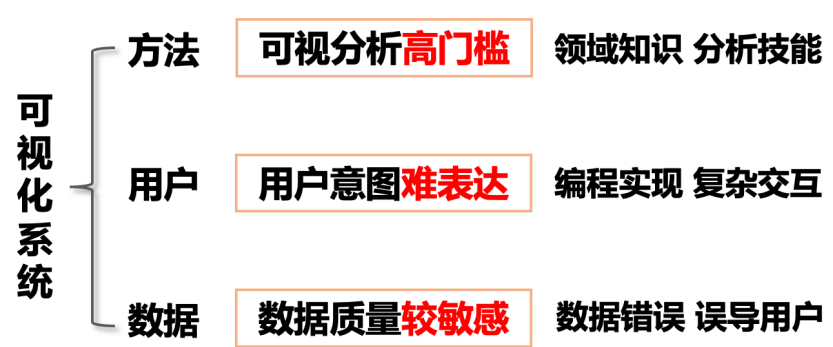 可视化系统
方法 可视分析高门槛 领域知识 分析技能
用户 用户意图难表达 编程实现 复杂交互
数据 数据质量较敏感 数据错误 误导用户